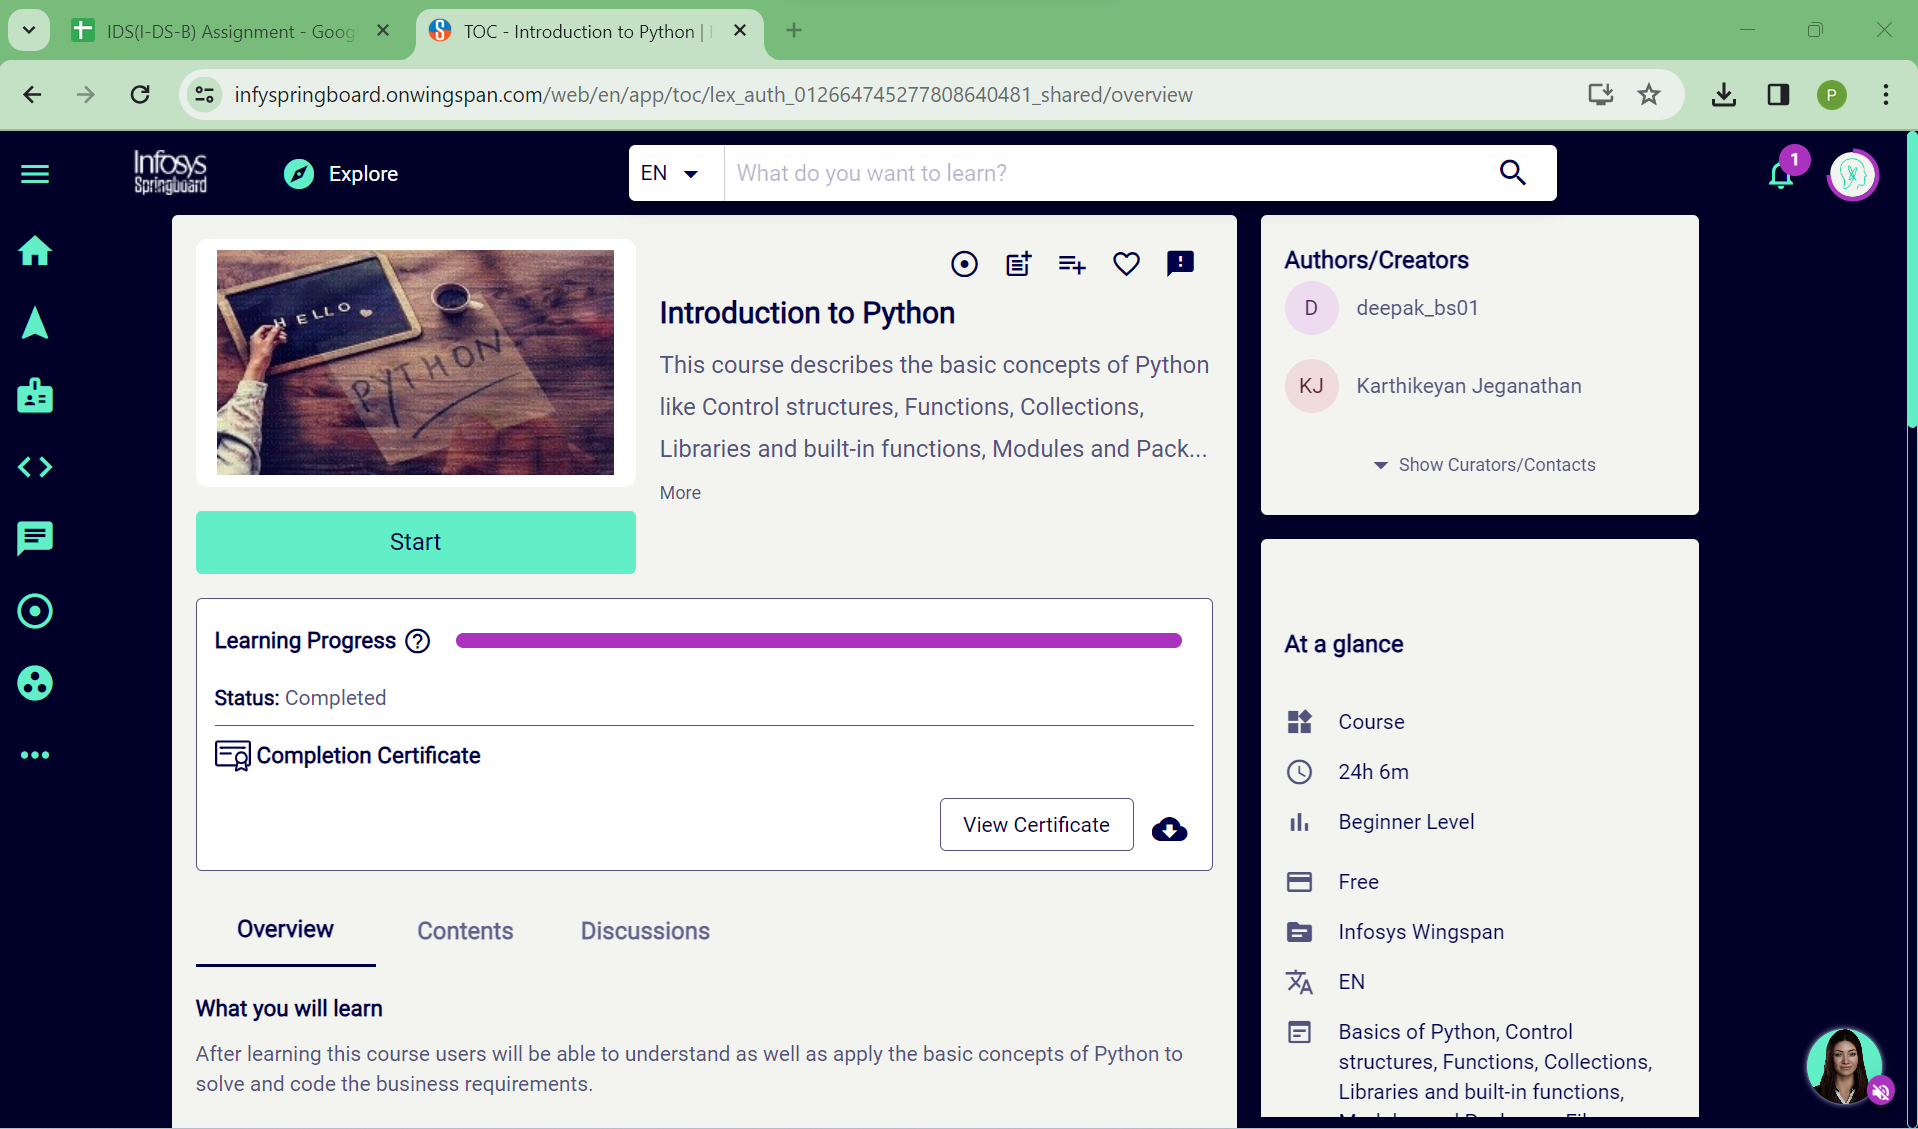 IDS(I-DS-B) Assignment - Goog
TOC - Introduction to Python |
infyspringboard.onwingspan.com/web/en/app/toc/lex_auth_012664745277808640481_shared/overview
P
Infosys
Springboard
Explore
EN
What do you want to learn?
1
HELLO
PYTHON
Introduction to Python
This course describes the basic concepts of Python
like Control structures, Functions, Collections,
Libraries and built-in functions, Modules and Pack...
More
Start
Learning Progress
Status: Completed
Completion Certificate
View Certificate
Overview
Contents
Discussions
What you will learn
After learning this course users will be able to understand as well as apply the basic concepts of Python to
solve and code the business requirements.
Authors/Creators
D
deepak_bs01
KJ
Karthikeyan Jeganathan
Show Curators/Contacts
At a glance
Course
24h 6m
Beginner Level
Free
Infosys Wingspan
EN
Basics of Python, Control
structures, Functions, Collections,
Libraries and built-in functions,